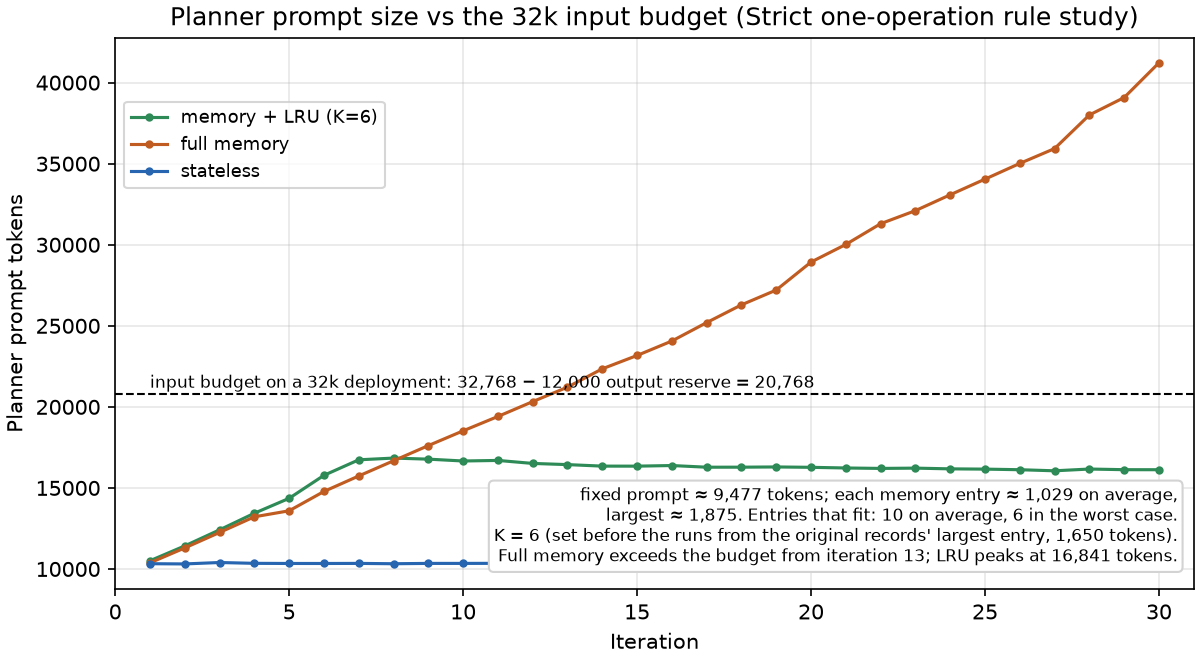 Planner prompt size vs the 32k input budget (Strict one-operation rule study)
Planner prompt tokens
40000
35000
30000
25000
20000
15000
10000
memory + LRU (K=6)
full memory
stateless
input budget on a 32k deployment: 32,768 − 12,000 output reserve = 20,768
fixed prompt ≈ 9,477 tokens; each memory entry ≈ 1,029 on average,
largest ≈ 1,875. Entries that fit: 10 on average, 6 in the worst case.
K = 6 (set before the runs from the original records' largest entry, 1,650 tokens).
Full memory exceeds the budget from iteration 13; LRU peaks at 16,841 tokens.
0 5 10 15 20 25 30
Iteration